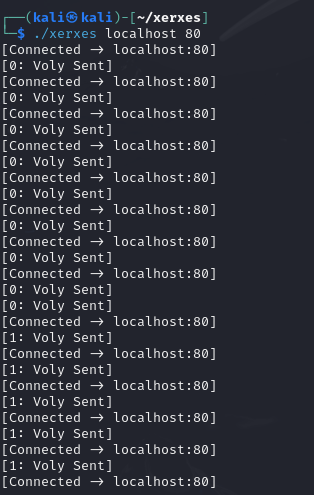 ┌──(kali㉿kali)-[~/xerxes]
└─$ ./xerxes localhost 80
[Connected → localhost:80]
[0: Voly Sent]
[Connected → localhost:80]
[0: Voly Sent]
[Connected → localhost:80]
[0: Voly Sent]
[Connected → localhost:80]
[0: Voly Sent]
[Connected → localhost:80]
[0: Voly Sent]
[Connected → localhost:80]
[0: Voly Sent]
[Connected → localhost:80]
[0: Voly Sent]
[Connected → localhost:80]
[0: Voly Sent]
[0: Voly Sent]
[Connected → localhost:80]
[1: Voly Sent]
[Connected → localhost:80]
[1: Voly Sent]
[Connected → localhost:80]
[1: Voly Sent]
[Connected → localhost:80]
[1: Voly Sent]
[Connected → localhost:80]
[1: Voly Sent]
[Connected → localhost:80]